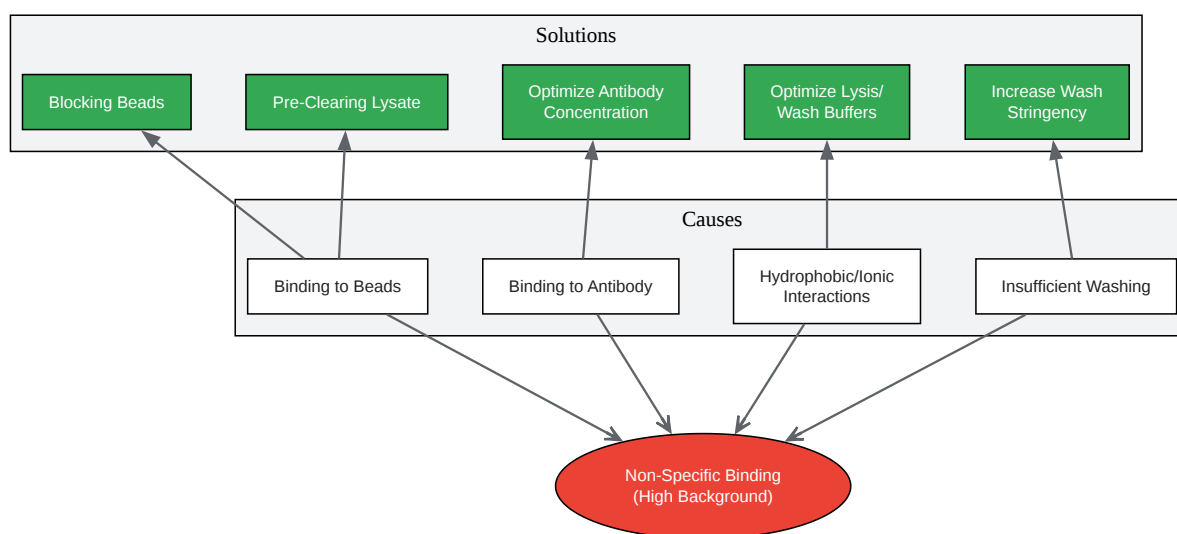 Solutions
Blocking Beads
Pre-Clearing Lysate
Optimize Antibody
Concentration
Optimize Lysis/
Wash Buffers
Increase Wash
Stringency
Causes
Binding to Beads
Binding to Antibody
Hydrophobic/Ionic
Interactions
Insufficient Washing
Non-Specific Binding
(High Background)